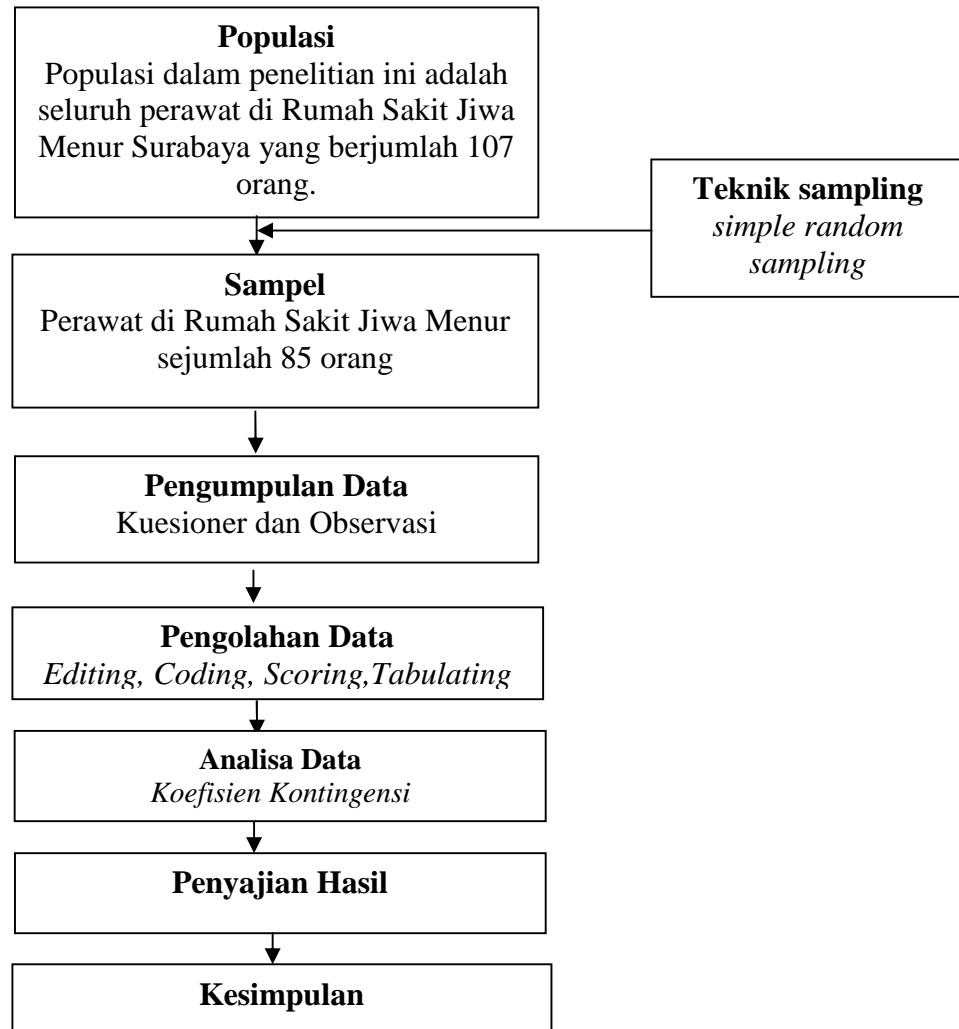 Populasi
Populasi dalam penelitian ini adalah
seluruh perawat di Rumah Sakit Jiwa
Menur Surabaya yang berjumlah 107
orang.
Teknik sampling
simple random
sampling
Sampel
Perawat di Rumah Sakit Jiwa Menur
sejumlah 85 orang
Pengumpulan Data
Kuesioner dan Observasi
Pengolahan Data
Editing, Coding, Scoring,Tabulating
Analisa Data
Koefisien Kontingensi
Penyajian Hasil
Kesimpulan